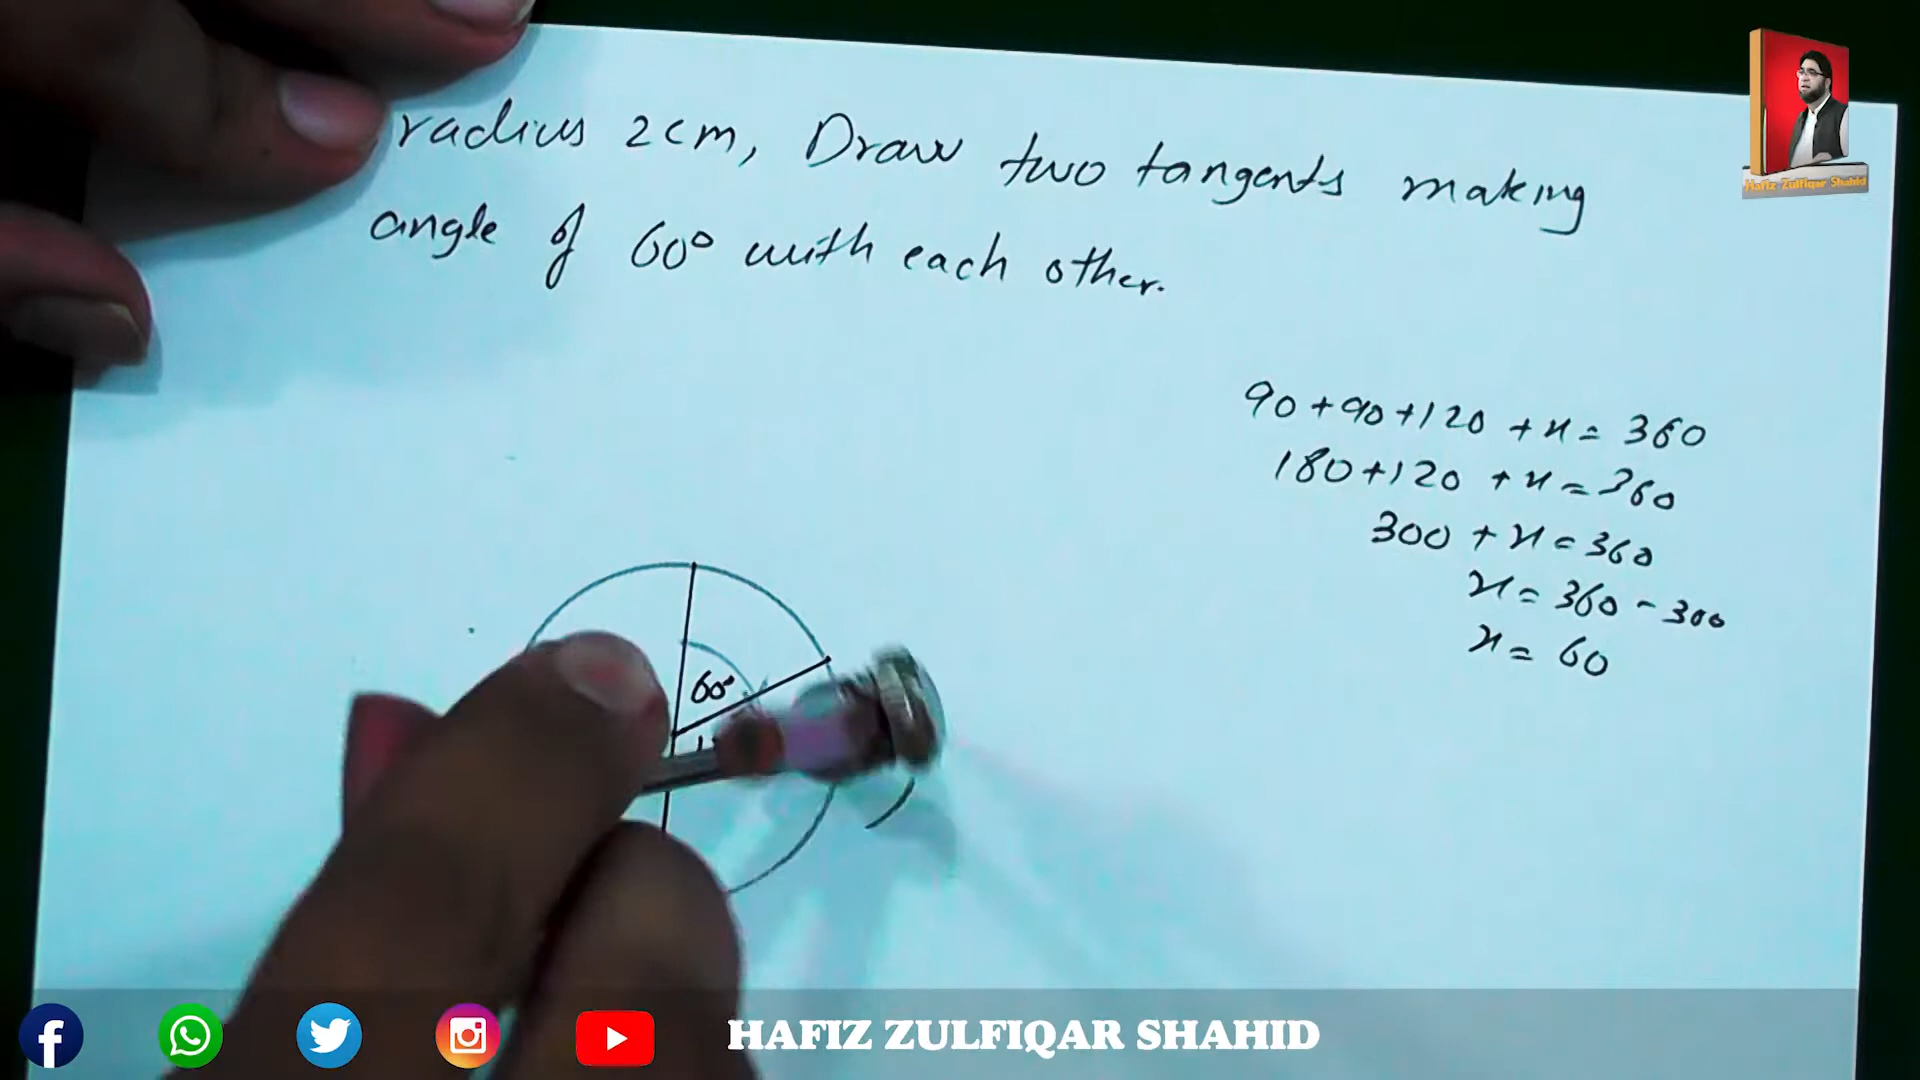 radius 2cm, Draw two tangents making
angle of 60° with each other.
90+90+120 +x= 360
180+120 +x=360
300 +x=360
x= 360-300
x= 60
60°
Hafiz Zulfiqar Shahid
HAFIZ ZULFIQAR SHAHID